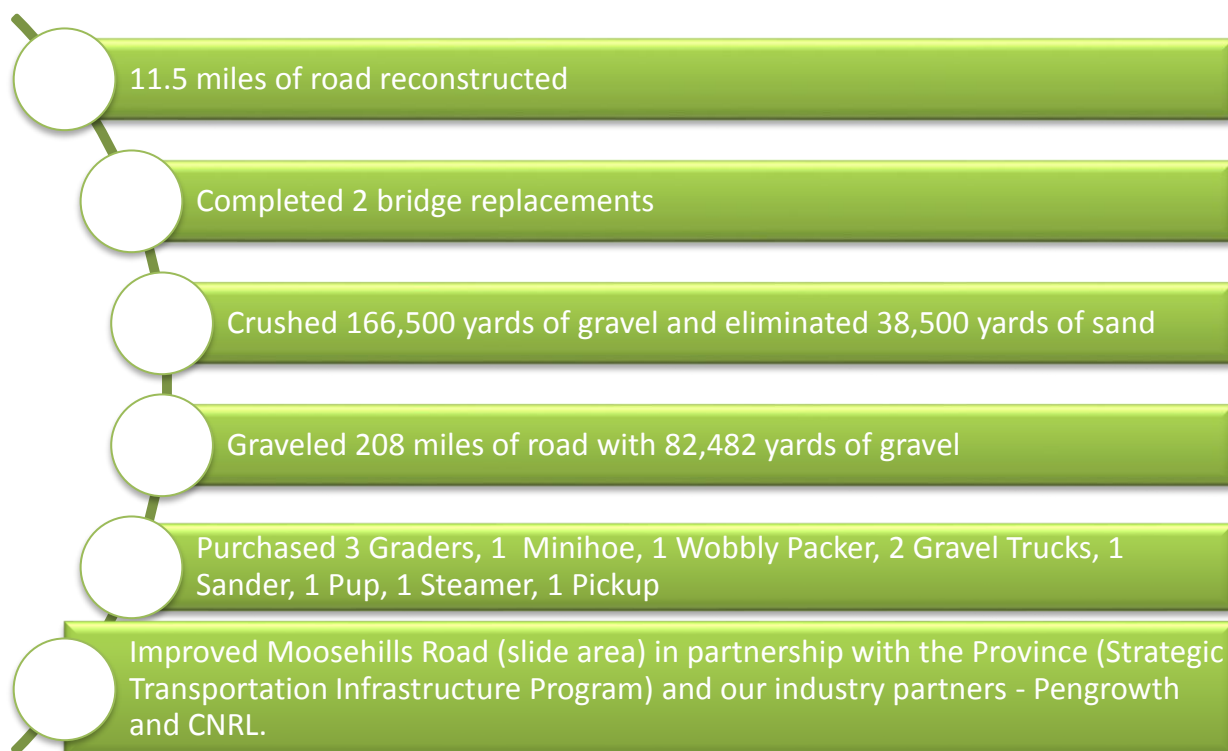 11.5 miles of road reconstructed
Completed 2 bridge replacements
Crushed 166,500 yards of gravel and eliminated 38,500 yards of sand
Graveled 208 miles of road with 82,482 yards of gravel
Purchased 3 Graders, 1  Minihoe, 1 Wobbly Packer, 2 Gravel Trucks, 1
Sander, 1 Pup, 1 Steamer, 1 Pickup
Improved Moosehills Road (slide area) in partnership with the Province (Strategic
Transportation Infrastructure Program) and our industry partners - Pengrowth
and CNRL.